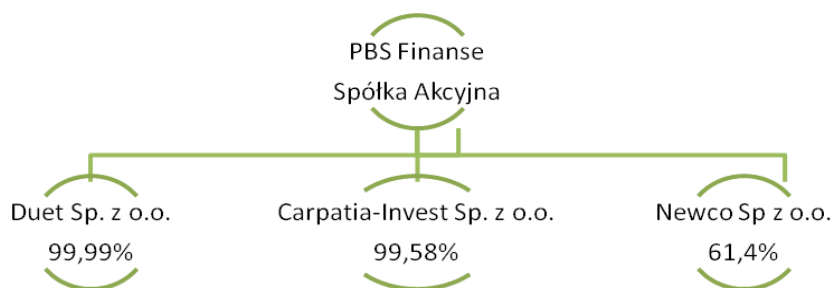 PBS Finanse
Spółka Akcyjna
Duet Sp. z o.o.
99,99%
Carpatia-Invest Sp. z o.o.
99,58%
Newco Sp z o.o.
61,4%